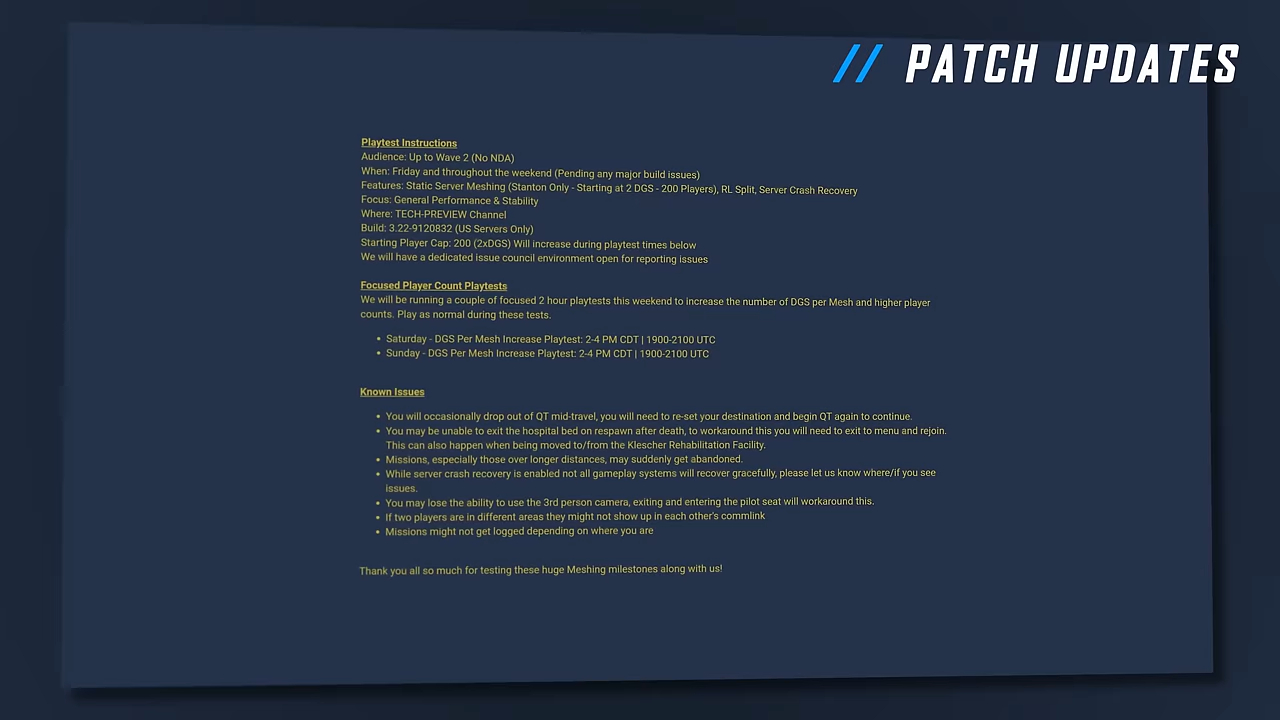 // PATCH UPDATES
Playtest Instructions
Audience: Up to Wave 2 (No NDA)
When: Friday and throughout the weekend (Pending any major build issues)
Features: Static Server Meshing (Stanton Only - Starting at 2 DGS - 200 Players), RL Split, Server Crash Recovery
Focus: General Performance & Stability
Where: TECH-PREVIEW Channel
Build: 3.22-9120832 (US Servers Only)
Starting Player Cap: 200 (2xDGS) Will increase during playtest times below
We will have a dedicated issue council environment open for reporting issues
Focused Player Count Playtests
We will be running a couple of focused 2 hour playtests this weekend to increase the number of DGS per Mesh and higher player
counts. Play as normal during these tests.
• Saturday - DGS Per Mesh Increase Playtest: 2-4 PM CDT | 1900-2100 UTC
• Sunday - DGS Per Mesh Increase Playtest: 2-4 PM CDT | 1900-2100 UTC
Known Issues
• You will occasionally drop out of QT mid-travel, you will need to re-set your destination and begin QT again to continue.
• You may be unable to exit the hospital bed on respawn after death, to workaround this you will need to exit to menu and rejoin.
This can also happen when being moved to/from the Klescher Rehabilitation Facility.
• Missions, especially those over longer distances, may suddenly get abandoned.
• While server crash recovery is enabled not all gameplay systems will recover gracefully, please let us know where/if you see
issues.
• You may lose the ability to use the 3rd person camera, exiting and entering the pilot seat will workaround this.
• If two players are in different areas they might not show up in each other's commlink
• Missions might not get logged depending on where you are
Thank you all so much for testing these huge Meshing milestones along with us!